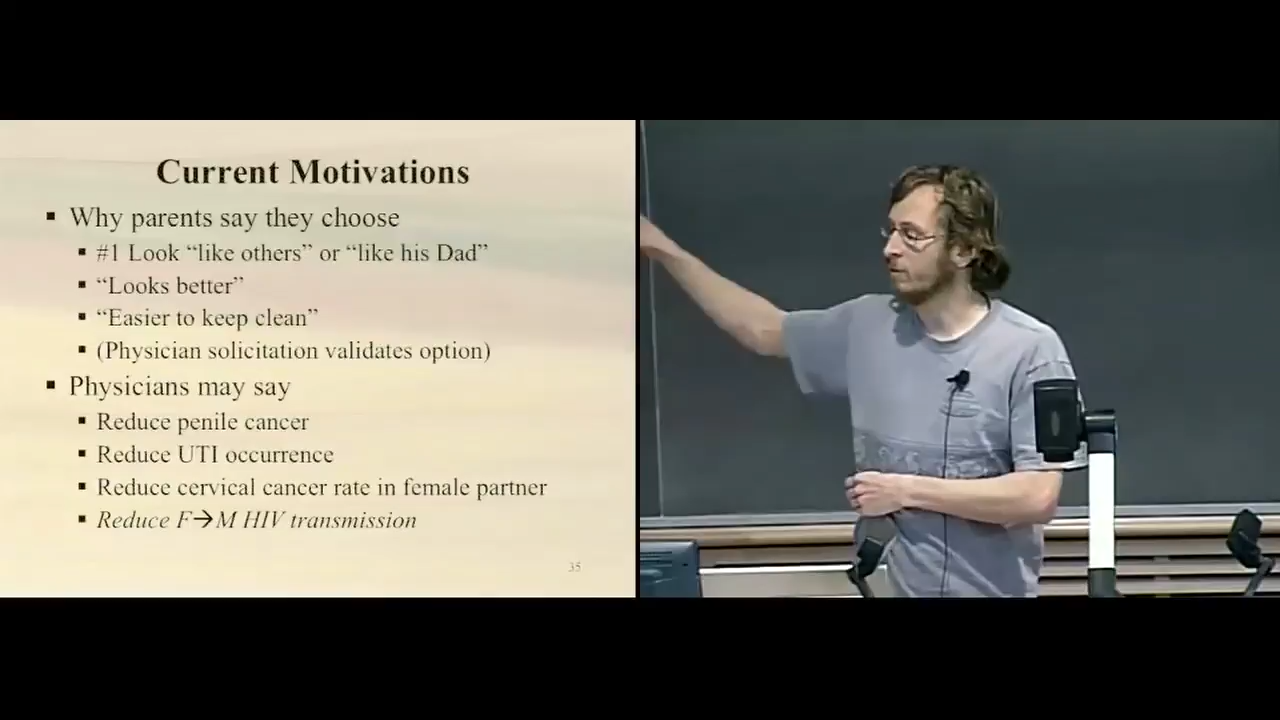 Current Motivations
▪ Why parents say they choose
▪ #1 Look “like others” or “like his Dad”
▪ “Looks better”
▪ “Easier to keep clean”
▪ (Physician solicitation validates option)
▪ Physicians may say
▪ Reduce penile cancer
▪ Reduce UTI occurrence
▪ Reduce cervical cancer rate in female partner
▪ Reduce F→M HIV transmission
35